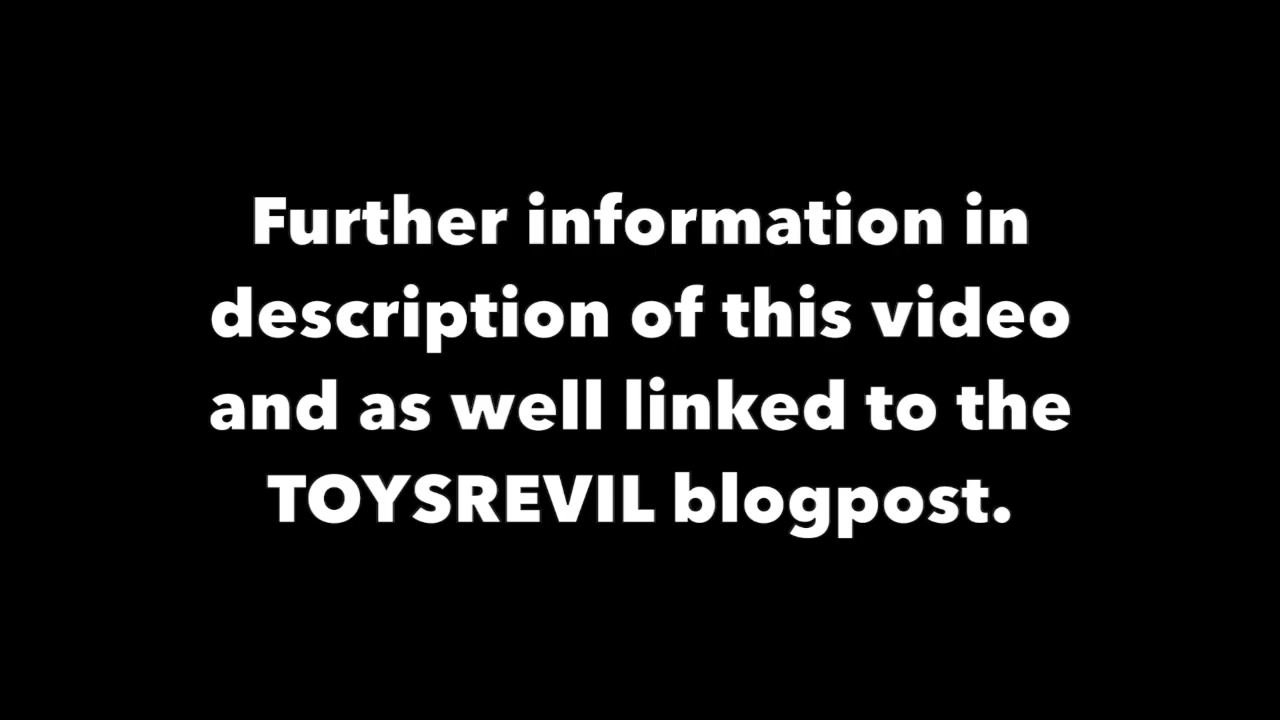 Further information in
description of this video
and as well linked to the
TOYSREVIL blogpost.